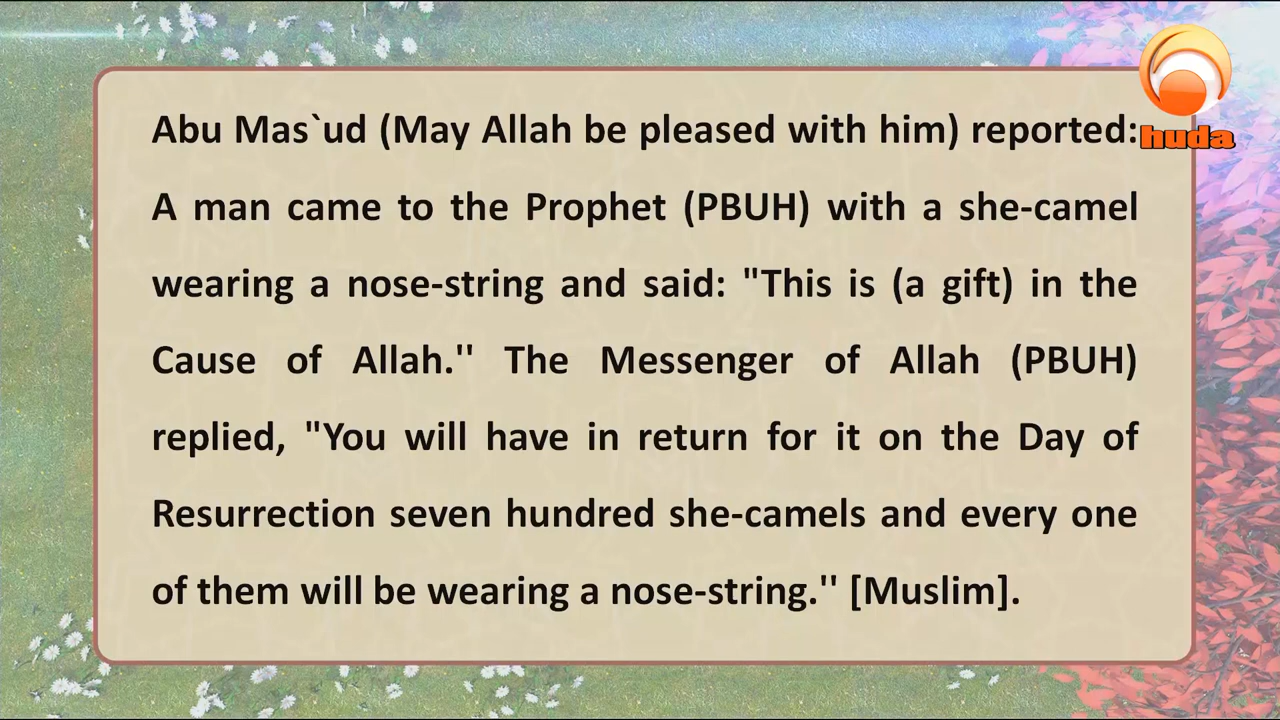 huda
Abu Mas`ud (May Allah be pleased with him) reported:
A man came to the Prophet (PBUH) with a she-camel
wearing a nose-string and said: "This is (a gift) in the
Cause of Allah.'' The Messenger of Allah (PBUH)
replied, "You will have in return for it on the Day of
Resurrection seven hundred she-camels and every one
of them will be wearing a nose-string.'' [Muslim].